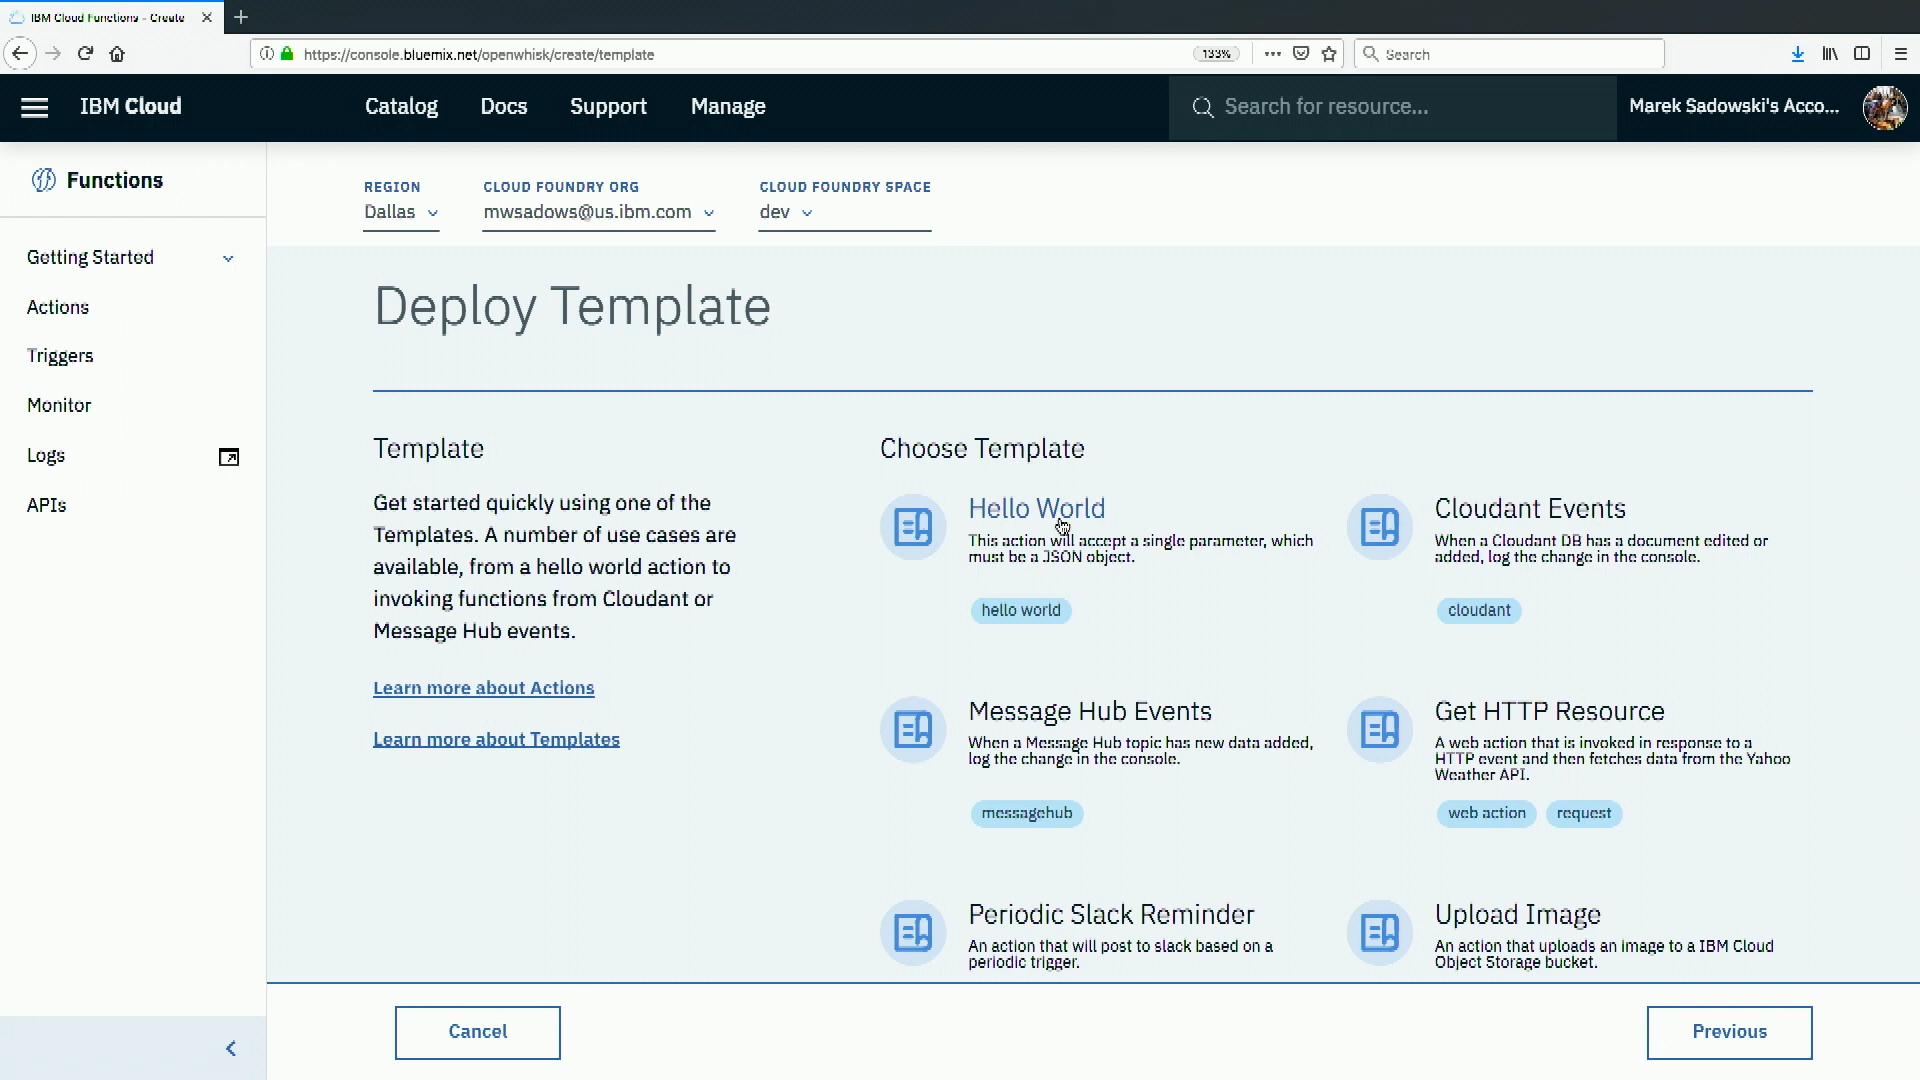 IBM Cloud Functions - Create
https://console.bluemix.net/openwhisk/create/template
133%
Search
IBM Cloud
Catalog
Docs
Support
Manage
Search for resource...
Marek Sadowski's Acco...
Functions
Getting Started
Actions
Triggers
Monitor
Logs
APIs
REGION
Dallas
CLOUD FOUNDRY ORG
mwsadows@us.ibm.com
CLOUD FOUNDRY SPACE
dev
Deploy Template
Template
Get started quickly using one of the
Templates. A number of use cases are
available, from a hello world action to
invoking functions from Cloudant or
Message Hub events.
Learn more about Actions
Learn more about Templates
Choose Template
Hello World
This action will accept a single parameter, which
must be a JSON object.
hello world
Cloudant Events
When a Cloudant DB has a document edited or
added, log the change in the console.
cloudant
Message Hub Events
When a Message Hub topic has new data added,
log the change in the console.
messagehub
Get HTTP Resource
A web action that is invoked in response to a
HTTP event and then fetches data from the Yahoo
Weather API.
web action
request
Periodic Slack Reminder
An action that will post to slack based on a
periodic trigger.
Upload Image
An action that uploads an image to a IBM Cloud
Object Storage bucket.
Cancel
Previous